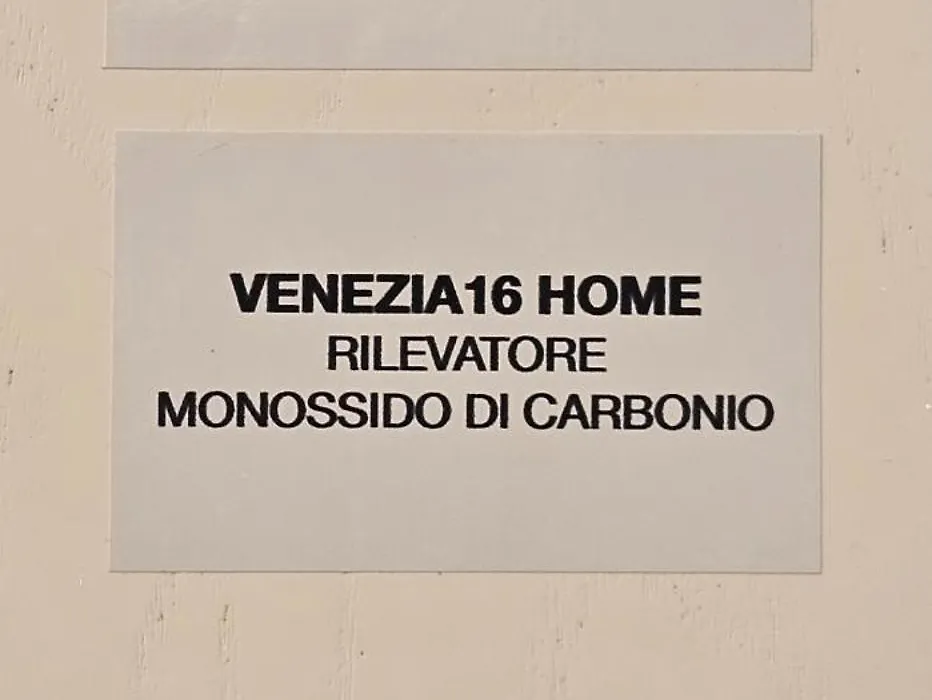 VENEZIA16 HOME
RILEVATORE
MONOSSIDO DI CARBONIO